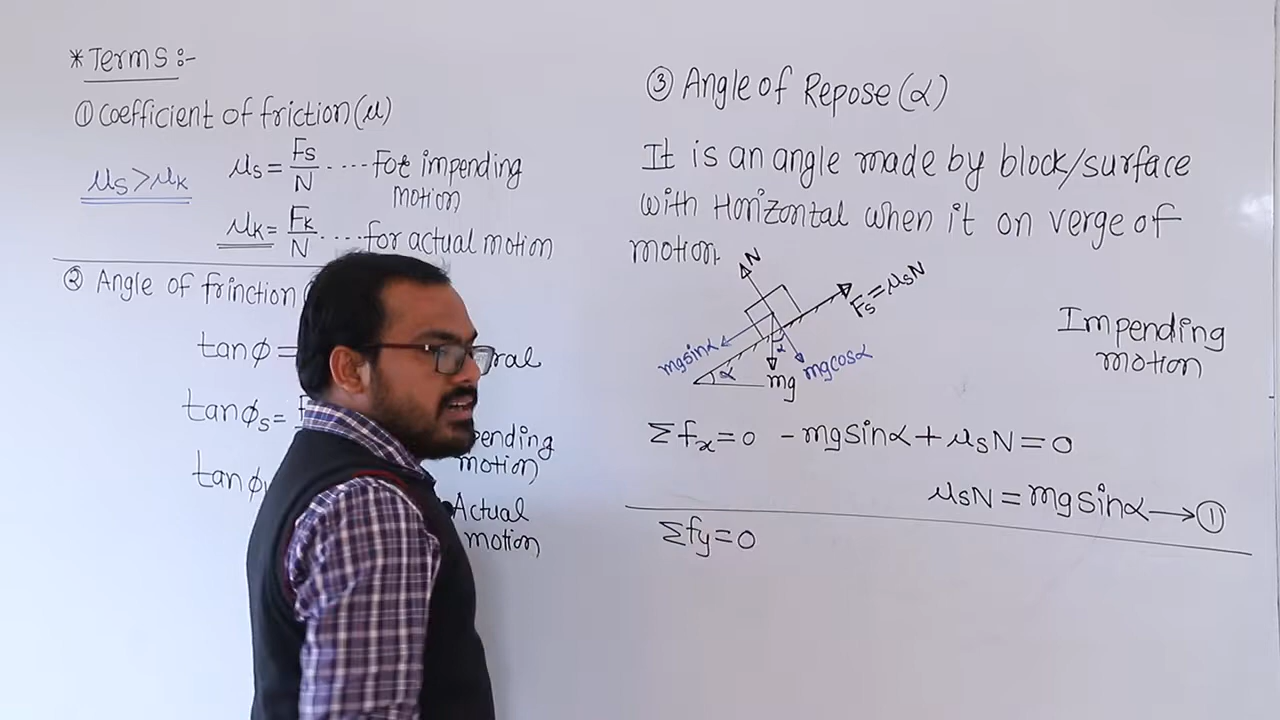 * Terms :-
① Coefficient of friction (μ)
μs > μk
μs = Fs/N ---- For impending
motion
μk = Fk/N ---- for actual motion
② Angle of frinction (
tanϕ =
ral
tanϕs = F
pending
motion
tanϕ
Actual
motion
③ Angle of Repose (α)
It is an angle made by block/surface
with Horizontal when it on verge of
motion.
N
Fs = μsN
mgsinα
α
α
mgcosα
mg
Impending
motion
Σfx = 0 - mgsinα + μsN = 0
μsN = mgsinα → ①
Σfy = 0